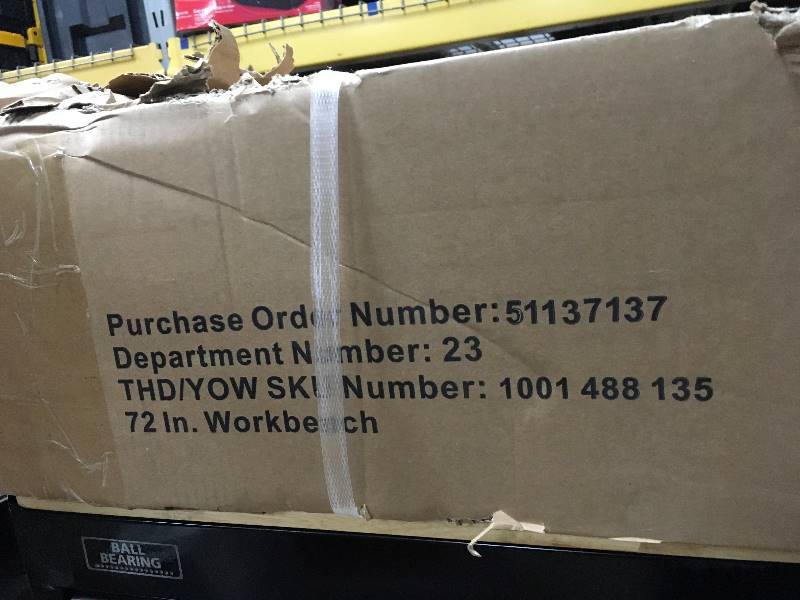 Purchase Order Number:51137137
Department Number: 23
THD/YOW SKU Number: 1001 488 135
72 In. Workbench
BALL
BEARING